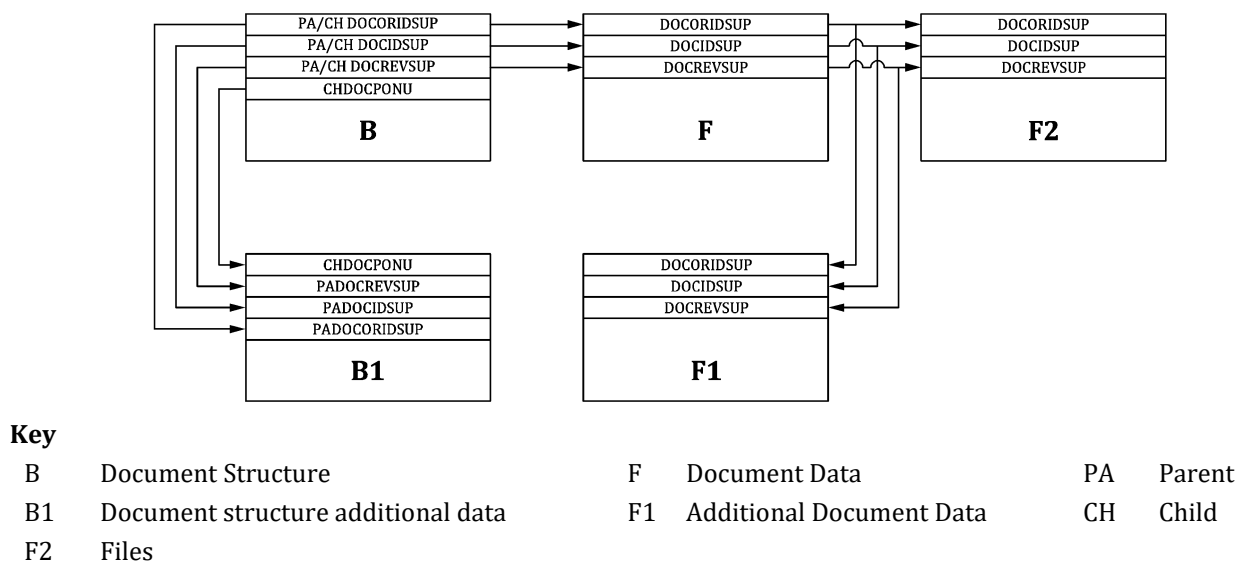 PA/CH DOCORIDSUP DOCORIDSUP DOCORIDSUP
PA/CH DOCIDSUP DOCIDSUP DOCIDSUP
PA/CH DOCREVSUP DOCREVSUP DOCREVSUP
CHDOCPONU
B F F2
CHDOCPONU DOCORIDSUP
PADOCREVSUP DOCIDSUP
PADOCIDSUP DOCREVSUP
PADOCORIDSUP
B1 F1
Key
B Document Structure F Document Data PA Parent
B1 Document structure additional data F1 Additional Document Data CH Child
F2 Files